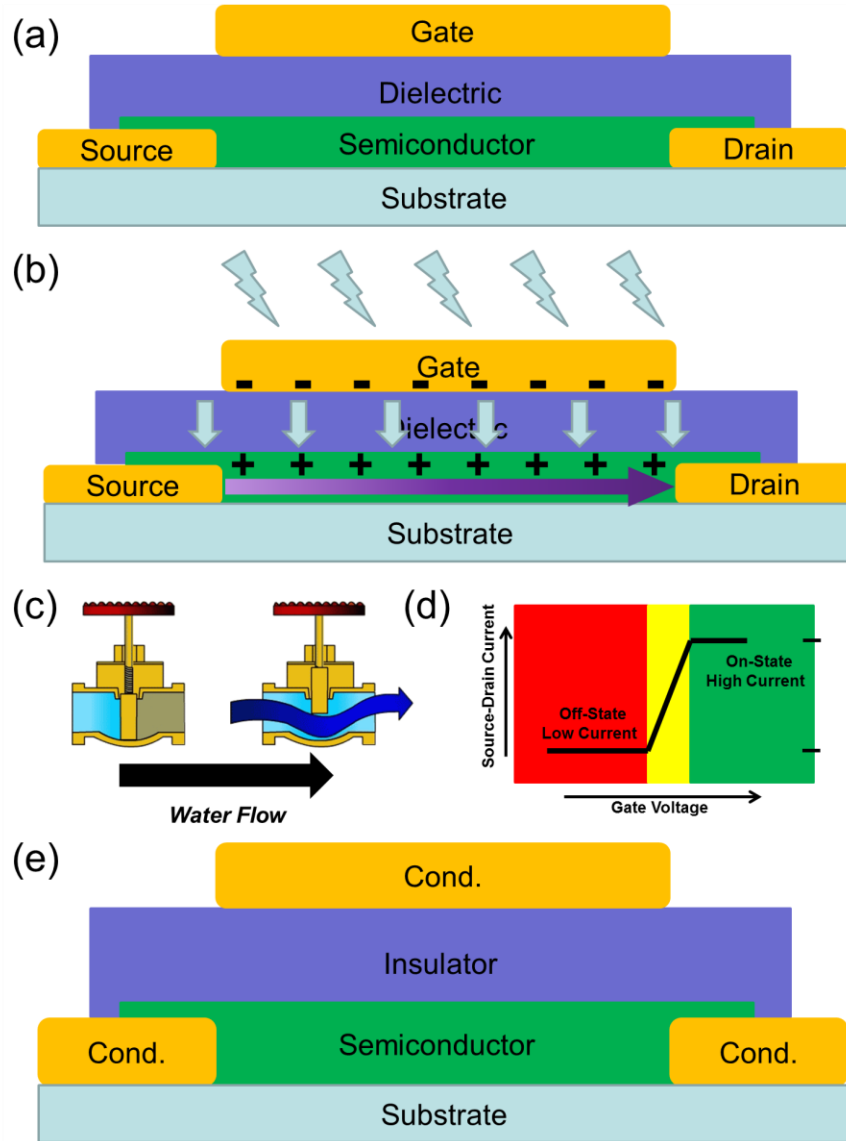 (a)
Gate
Dielectric
Source
Semiconductor
Drain
Substrate
(b)
Gate
- - - - - - - -
Dielectric
+ + + + + + + +
Source
Drain
Substrate
(c)
Water Flow
(d)
Source-Drain Current
On-State
High Current
Off-State
Low Current
Gate Voltage
(e)
Cond.
Insulator
Cond.
Semiconductor
Cond.
Substrate